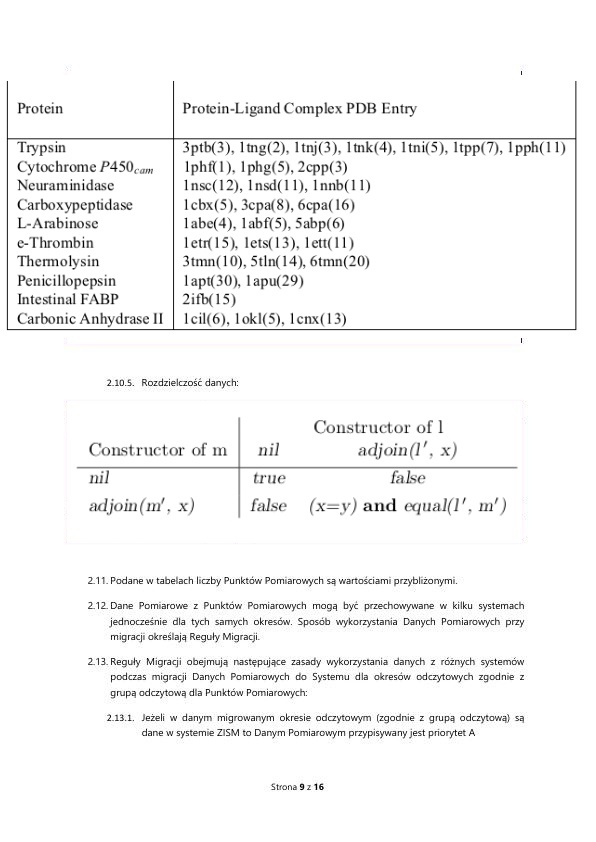 Protein Protein-Ligand Complex PDB Entry
Trypsin 3ptb(3), 1tng(2), 1tnj(3), 1tnk(4), 1tni(5), 1tpp(7), 1pph(11)
Cytochrome P450cam 1phf(1), 1phg(5), 2cpp(3)
Neuraminidase 1nsc(12), 1nsd(11), 1nnb(11)
Carboxypeptidase 1cbx(5), 3cpa(8), 6cpa(16)
L-Arabinose 1abe(4), 1abf(5), 5abp(6)
e-Thrombin 1etr(15), 1ets(13), 1ett(11)
Thermolysin 3tmn(10), 5tln(14), 6tmn(20)
Penicillopepsin 1apt(30), 1apu(29)
Intestinal FABP 2ifb(15)
Carbonic Anhydrase II 1cil(6), 1okl(5), 1cnx(13)
2.10.5. Rozdzielczość danych:
Constructor of l
Constructor of m nil adjoin(l′, x)
nil true false
adjoin(m′, x) false (x=y) and equal(l′, m′)
2.11. Podane w tabelach liczby Punktów Pomiarowych są wartościami przybliżonymi.
2.12. Dane Pomiarowe z Punktów Pomiarowych mogą być przechowywane w kilku systemach
jednocześnie dla tych samych okresów. Sposób wykorzystania Danych Pomiarowych przy
migracji określają Reguły Migracji.
2.13. Reguły Migracji obejmują następujące zasady wykorzystania danych z różnych systemów
podczas migracji Danych Pomiarowych do Systemu dla okresów odczytowych zgodnie z
grupą odczytową dla Punktów Pomiarowych:
2.13.1. Jeżeli w danym migrowanym okresie odczytowym (zgodnie z grupą odczytową) są
dane w systemie ZISM to Danym Pomiarowym przypisywany jest priorytet A
Strona 9 z 16